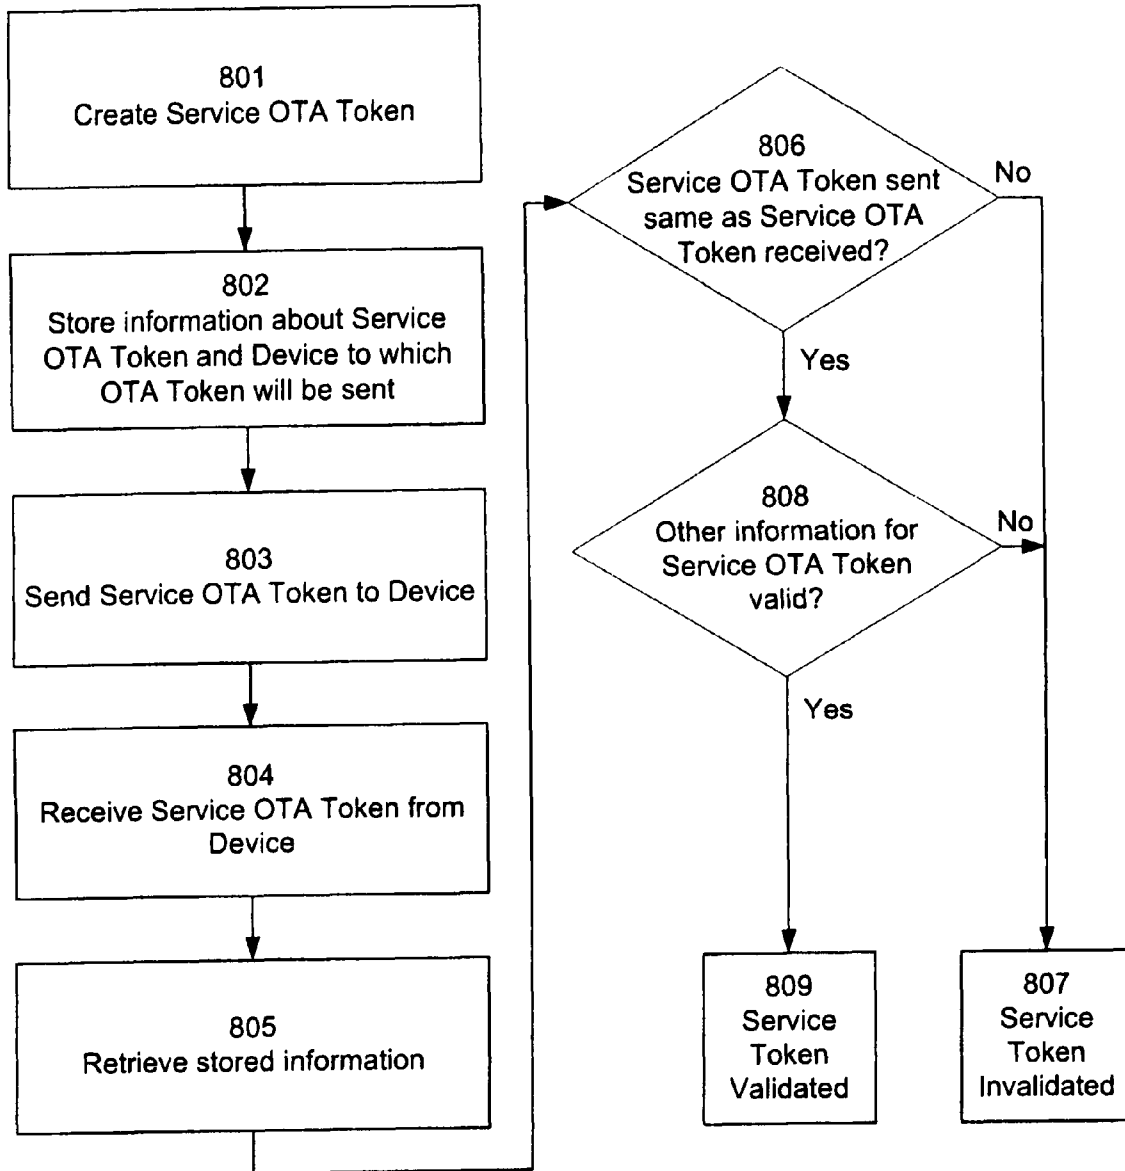 801
Create Service OTA Token
802
Store information about Service
OTA Token and Device to which
OTA Token will be sent
803
Send Service OTA Token to Device
804
Receive Service OTA Token from
Device
805
Retrieve stored information
806
Service OTA Token sent
same as Service OTA
Token received?
No
Yes
808
Other information for
Service OTA Token
valid?
No
Yes
809
Service
Token
Validated
807
Service
Token
Invalidated